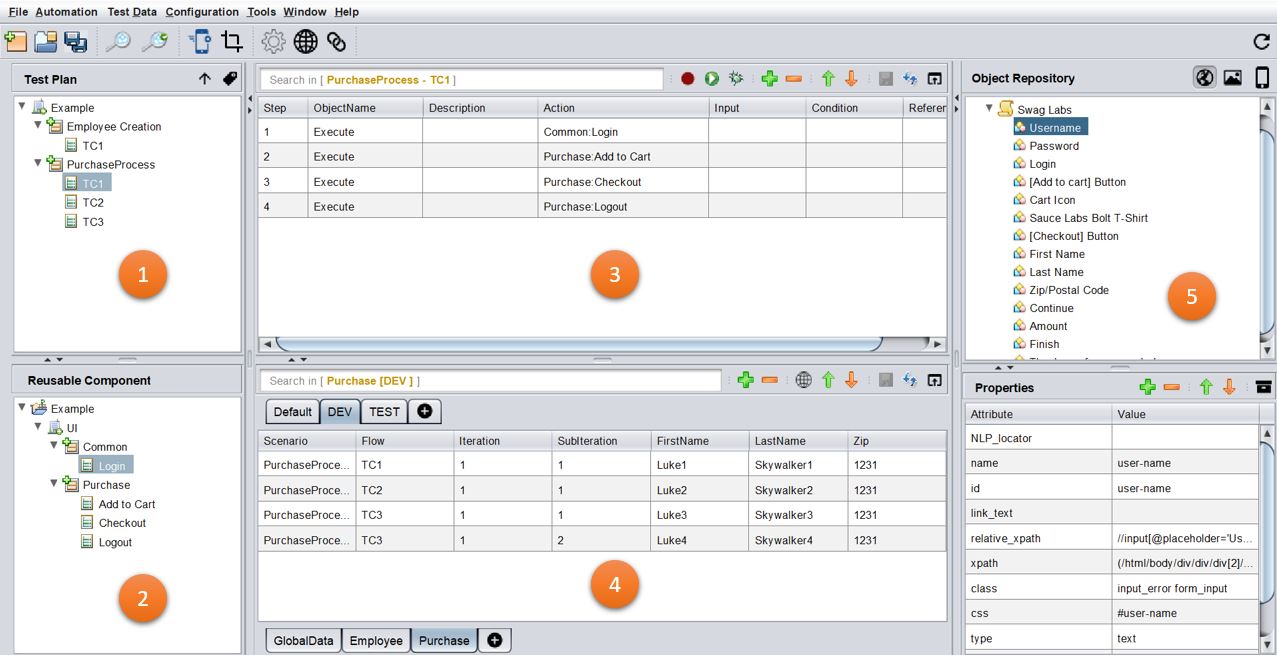 File Automation Test Data Configuration Tools Window Help
Test Plan
Example
Employee Creation
TC1
PurchaseProcess
TC1
TC2
TC3
1
Reusable Component
Example
UI
Common
Login
Purchase
Add to Cart
Checkout
Logout
2
Search in [ PurchaseProcess - TC1 ]
Step ObjectName Description Action Input Condition Referen
1 Execute Common:Login
2 Execute Purchase:Add to Cart
3 Execute Purchase:Checkout
4 Execute Purchase:Logout
3
Search in [ Purchase [DEV ] ]
Default DEV TEST
Scenario Flow Iteration SubIteration FirstName LastName Zip
PurchaseProce... TC1 1 1 Luke1 Skywalker1 1231
PurchaseProce... TC2 1 1 Luke2 Skywalker2 1231
PurchaseProce... TC3 1 1 Luke3 Skywalker3 1231
PurchaseProce... TC3 1 2 Luke4 Skywalker4 1231
4
GlobalData Employee Purchase
Object Repository
Swag Labs
Username
Password
Login
[Add to cart] Button
Cart Icon
Sauce Labs Bolt T-Shirt
[Checkout] Button
First Name
Last Name
Zip/Postal Code
Continue
Amount
Finish
5
Properties
Attribute Value
NLP_locator
name user-name
id user-name
link_text
relative_xpath //input[@placeholder='Us...
xpath (/html/body/div/div/div[2]/...
class input_error form_input
css #user-name
type text